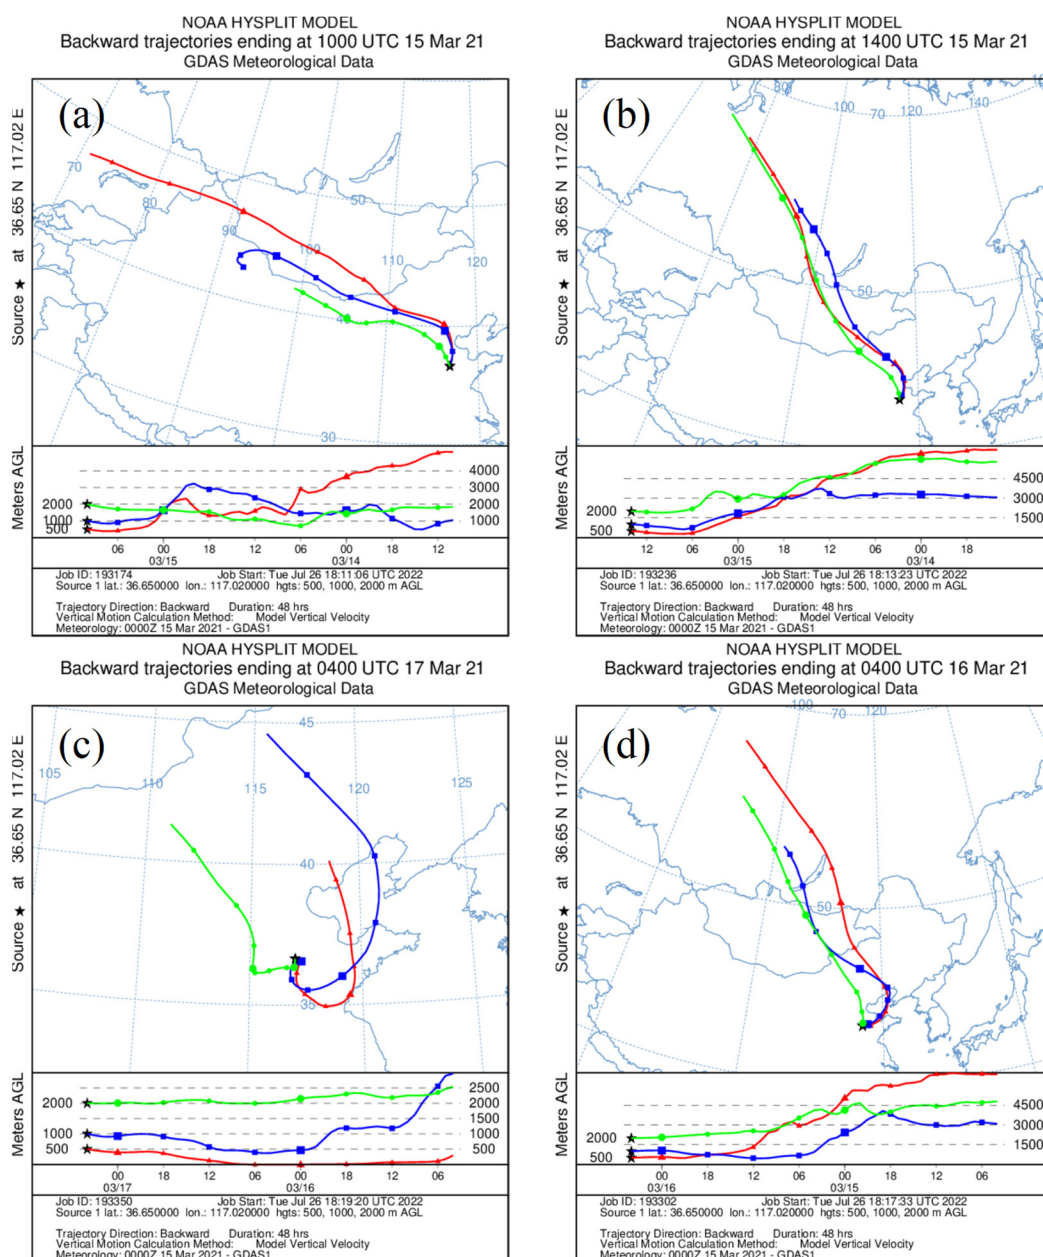 NOAA HYSPLIT MODEL
Backward trajectories ending at 1000 UTC 15 Mar 21
GDAS Meteorological Data
(a)
Source ★ at 36.65 N 117.02 E
70
80
90
100
110
120
50
40
30
Meters AGL
2000
1000
500
4000
3000
2000
1000
06 00 18 12 06 00 18 12
03/15 03/14
Job ID: 193174 Job Start: Tue Jul 26 18:11:06 UTC 2022
Source 1 lat.: 36.650000 lon.: 117.020000 hgts: 500, 1000, 2000 m AGL
Trajectory Direction: Backward Duration: 48 hrs
Vertical Motion Calculation Method: Model Vertical Velocity
Meteorology: 0000Z 15 Mar 2021 - GDAS1
NOAA HYSPLIT MODEL
Backward trajectories ending at 1400 UTC 15 Mar 21
GDAS Meteorological Data
(b)
Source ★ at 36.65 N 117.02 E
80
100
70
120
140
50
Meters AGL
2000
1000
500
4500
3000
1500
12 06 00 18 12 06 00 18
03/15 03/14
Job ID: 193236 Job Start: Tue Jul 26 18:13:23 UTC 2022
Source 1 lat.: 36.650000 lon.: 117.020000 hgts: 500, 1000, 2000 m AGL
Trajectory Direction: Backward Duration: 48 hrs
Vertical Motion Calculation Method: Model Vertical Velocity
Meteorology: 0000Z 15 Mar 2021 - GDAS1
NOAA HYSPLIT MODEL
Backward trajectories ending at 0400 UTC 17 Mar 21
GDAS Meteorological Data
(c)
Source ★ at 36.65 N 117.02 E
45
105
110
115
120
125
40
35
Meters AGL
2000
1000
500
2500
2000
1500
1000
500
00 18 12 06 00 18 12 06
03/17 03/16
Job ID: 193350 Job Start: Tue Jul 26 18:19:20 UTC 2022
Source 1 lat.: 36.650000 lon.: 117.020000 hgts: 500, 1000, 2000 m AGL
Trajectory Direction: Backward Duration: 48 hrs
Vertical Motion Calculation Method: Model Vertical Velocity
Meteorology: 0000Z 15 Mar 2021 - GDAS1
NOAA HYSPLIT MODEL
Backward trajectories ending at 0400 UTC 16 Mar 21
GDAS Meteorological Data
(d)
Source ★ at 36.65 N 117.02 E
100
70
120
50
Meters AGL
2000
1000
500
4500
3000
1500
00 18 12 06 00 18 12 06
03/16 03/15
Job ID: 193302 Job Start: Tue Jul 26 18:17:33 UTC 2022
Source 1 lat.: 36.650000 lon.: 117.020000 hgts: 500, 1000, 2000 m AGL
Trajectory Direction: Backward Duration: 48 hrs
Vertical Motion Calculation Method: Model Vertical Velocity
Meteorology: 0000Z 15 Mar 2021 - GDAS1